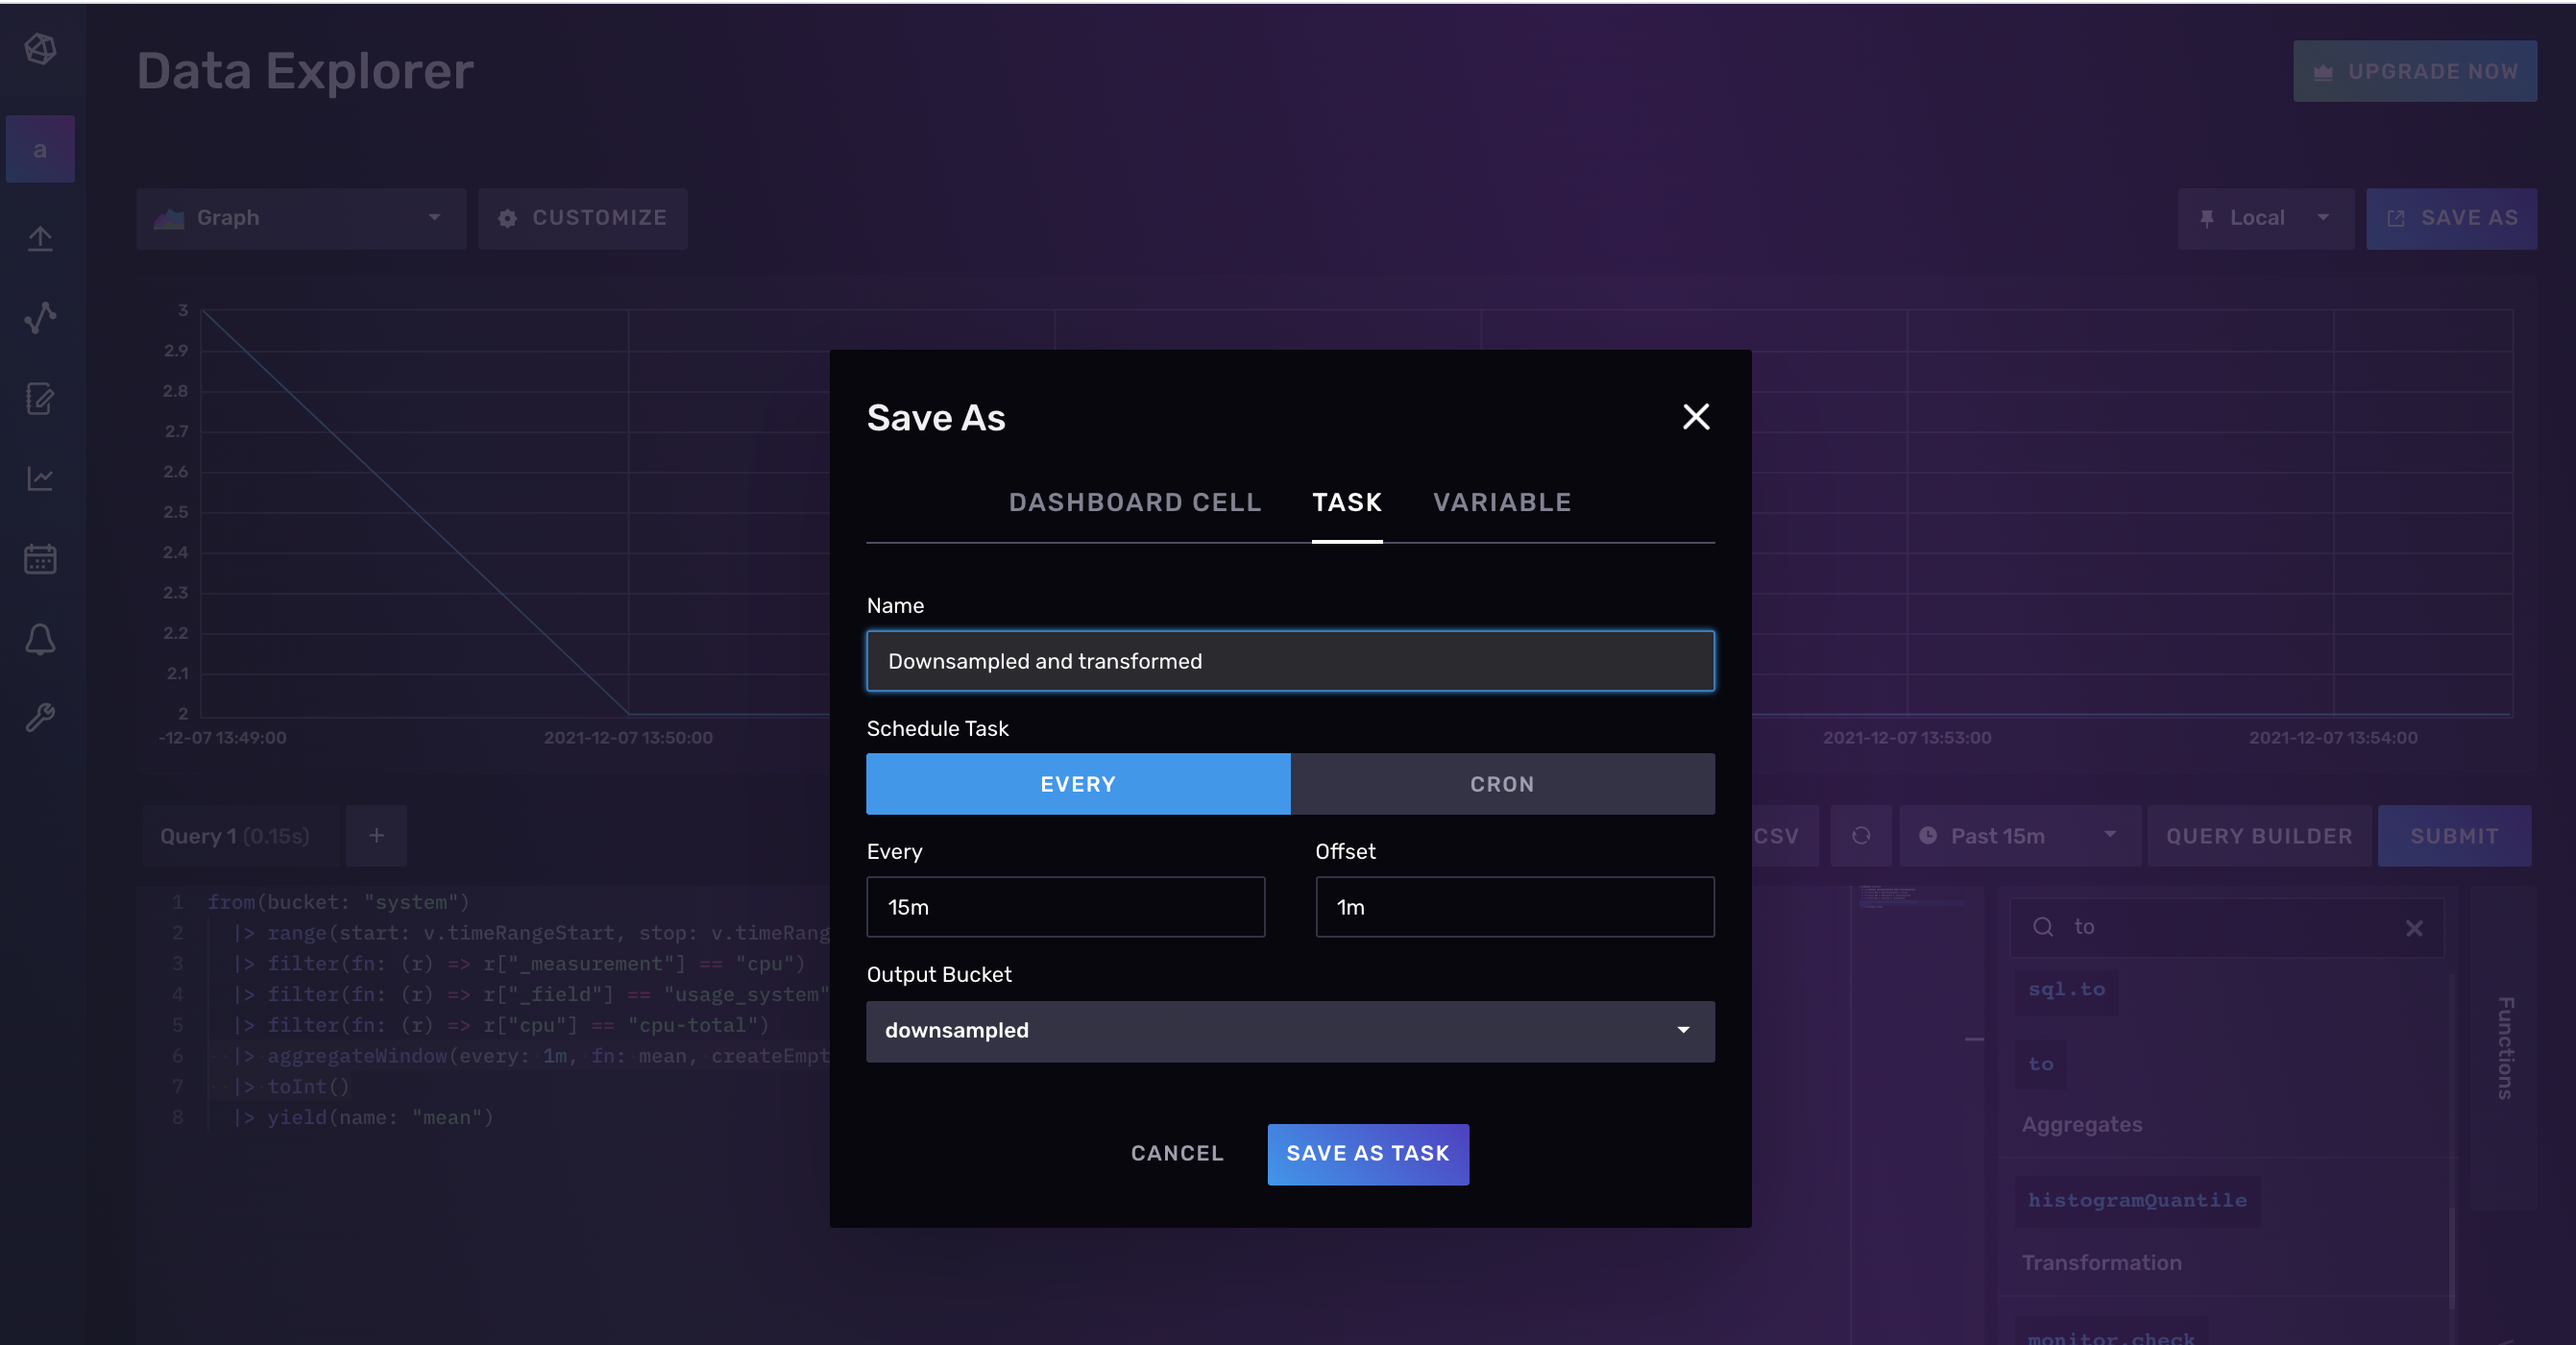 Data Explorer
UPGRADE NOW
a
Graph
CUSTOMIZE
Local
SAVE AS
3
2.9
2.8
2.7
2.6
2.5
2.4
2.3
2.2
2.1
2
-12-07 13:49:00
2021-12-07 13:50:00
2021-12-07 13:53:00
2021-12-07 13:54:00
Save As
DASHBOARD CELL
TASK
VARIABLE
Name
Downsampled and transformed
Schedule Task
EVERY
CRON
Every
Offset
15m
1m
Output Bucket
downsampled
CANCEL
SAVE AS TASK
Query 1 (0.15s)
+
CSV
Past 15m
QUERY BUILDER
SUBMIT
1 from(bucket: "system")
2 |> range(start: v.timeRangeStart, stop: v.timeRang
3 |> filter(fn: (r) => r["_measurement"] == "cpu")
4 |> filter(fn: (r) => r["_field"] == "usage_system"
5 |> filter(fn: (r) => r["cpu"] == "cpu-total")
6 |> aggregateWindow(every: 1m, fn: mean, createEmpt
7 |> toInt()
8 |> yield(name: "mean")
to
sql.to
to
Aggregates
histogramQuantile
Transformation
monitor.check
Functions